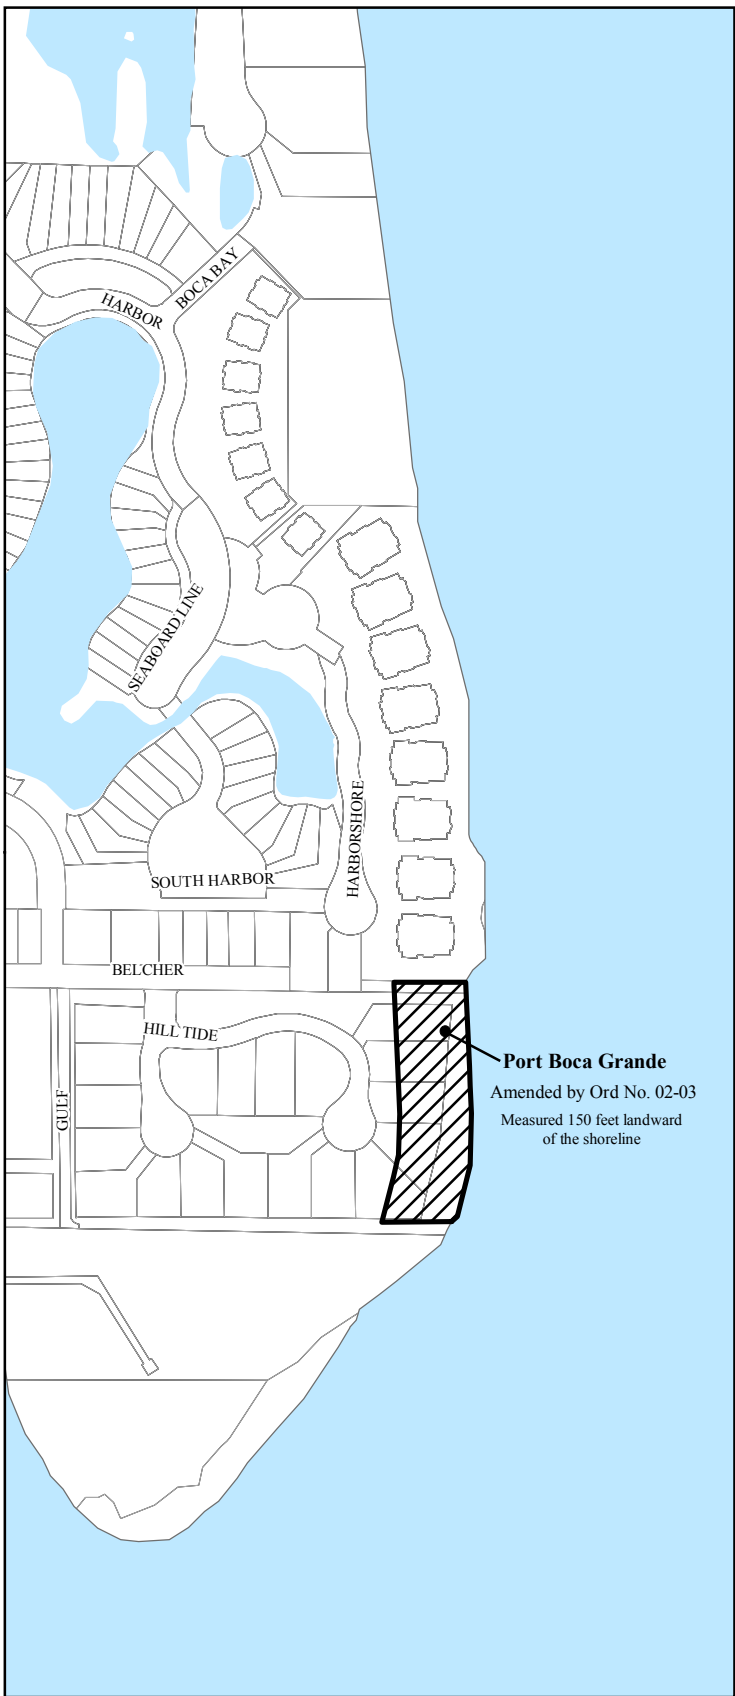 BOCA BAY
HARBOR
SEABOARD LINE
HARBORSHORE
SOUTH HARBOR
BELCHER
HILL TIDE
GULF
Port Boca Grande
Amended by Ord No. 02-03
Measured 150 feet landward
of the shoreline